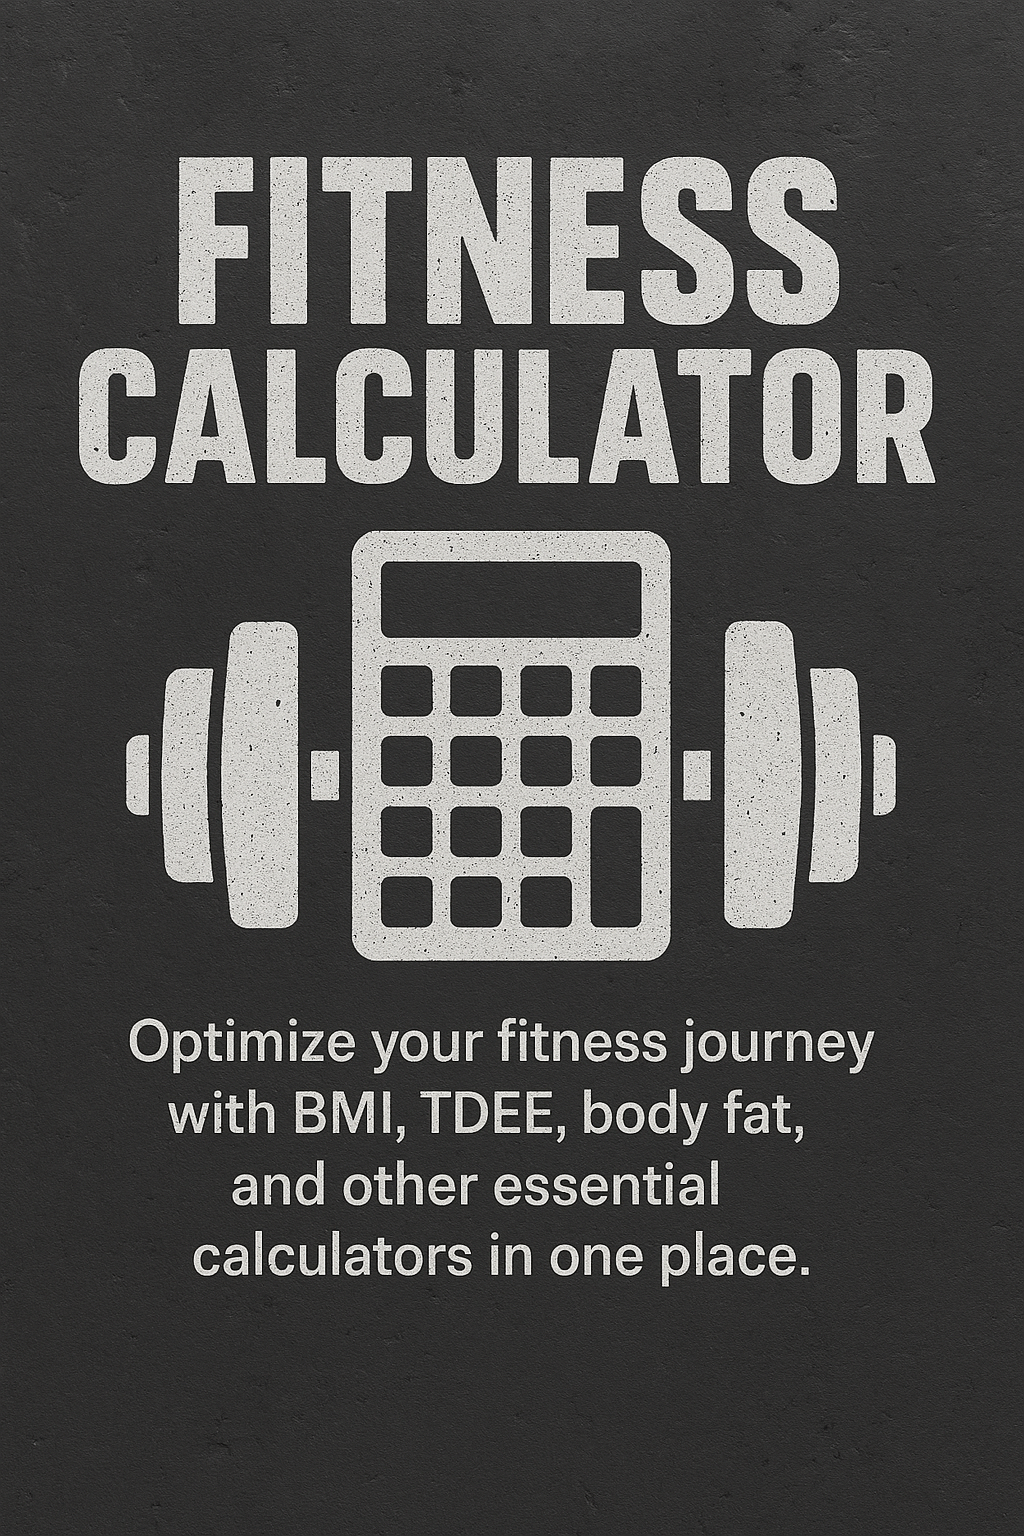 FITNESS
CALCULATOR
Optimize your fitness journey
with BMI, TDEE, body fat,
and other essential
calculators in one place.